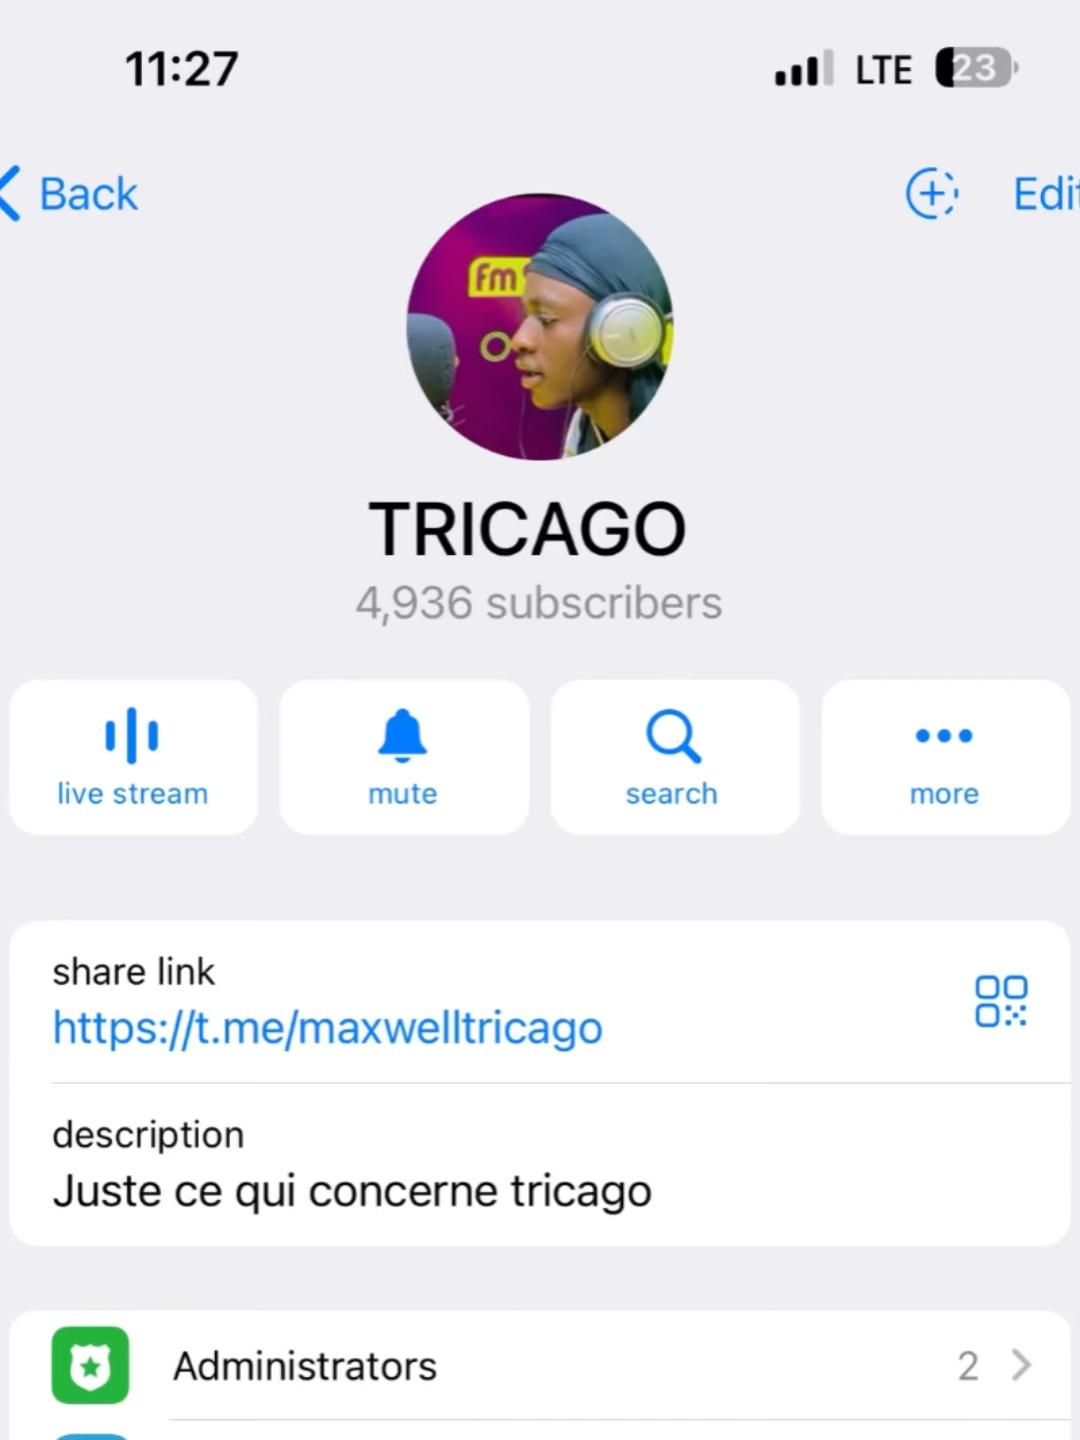 11:27
LTE
23
Back
Edi
fm
TRICAGO
4,936 subscribers
live stream
mute
search
more
share link
https://t.me/maxwelltricago
description
Juste ce qui concerne tricago
Administrators
2